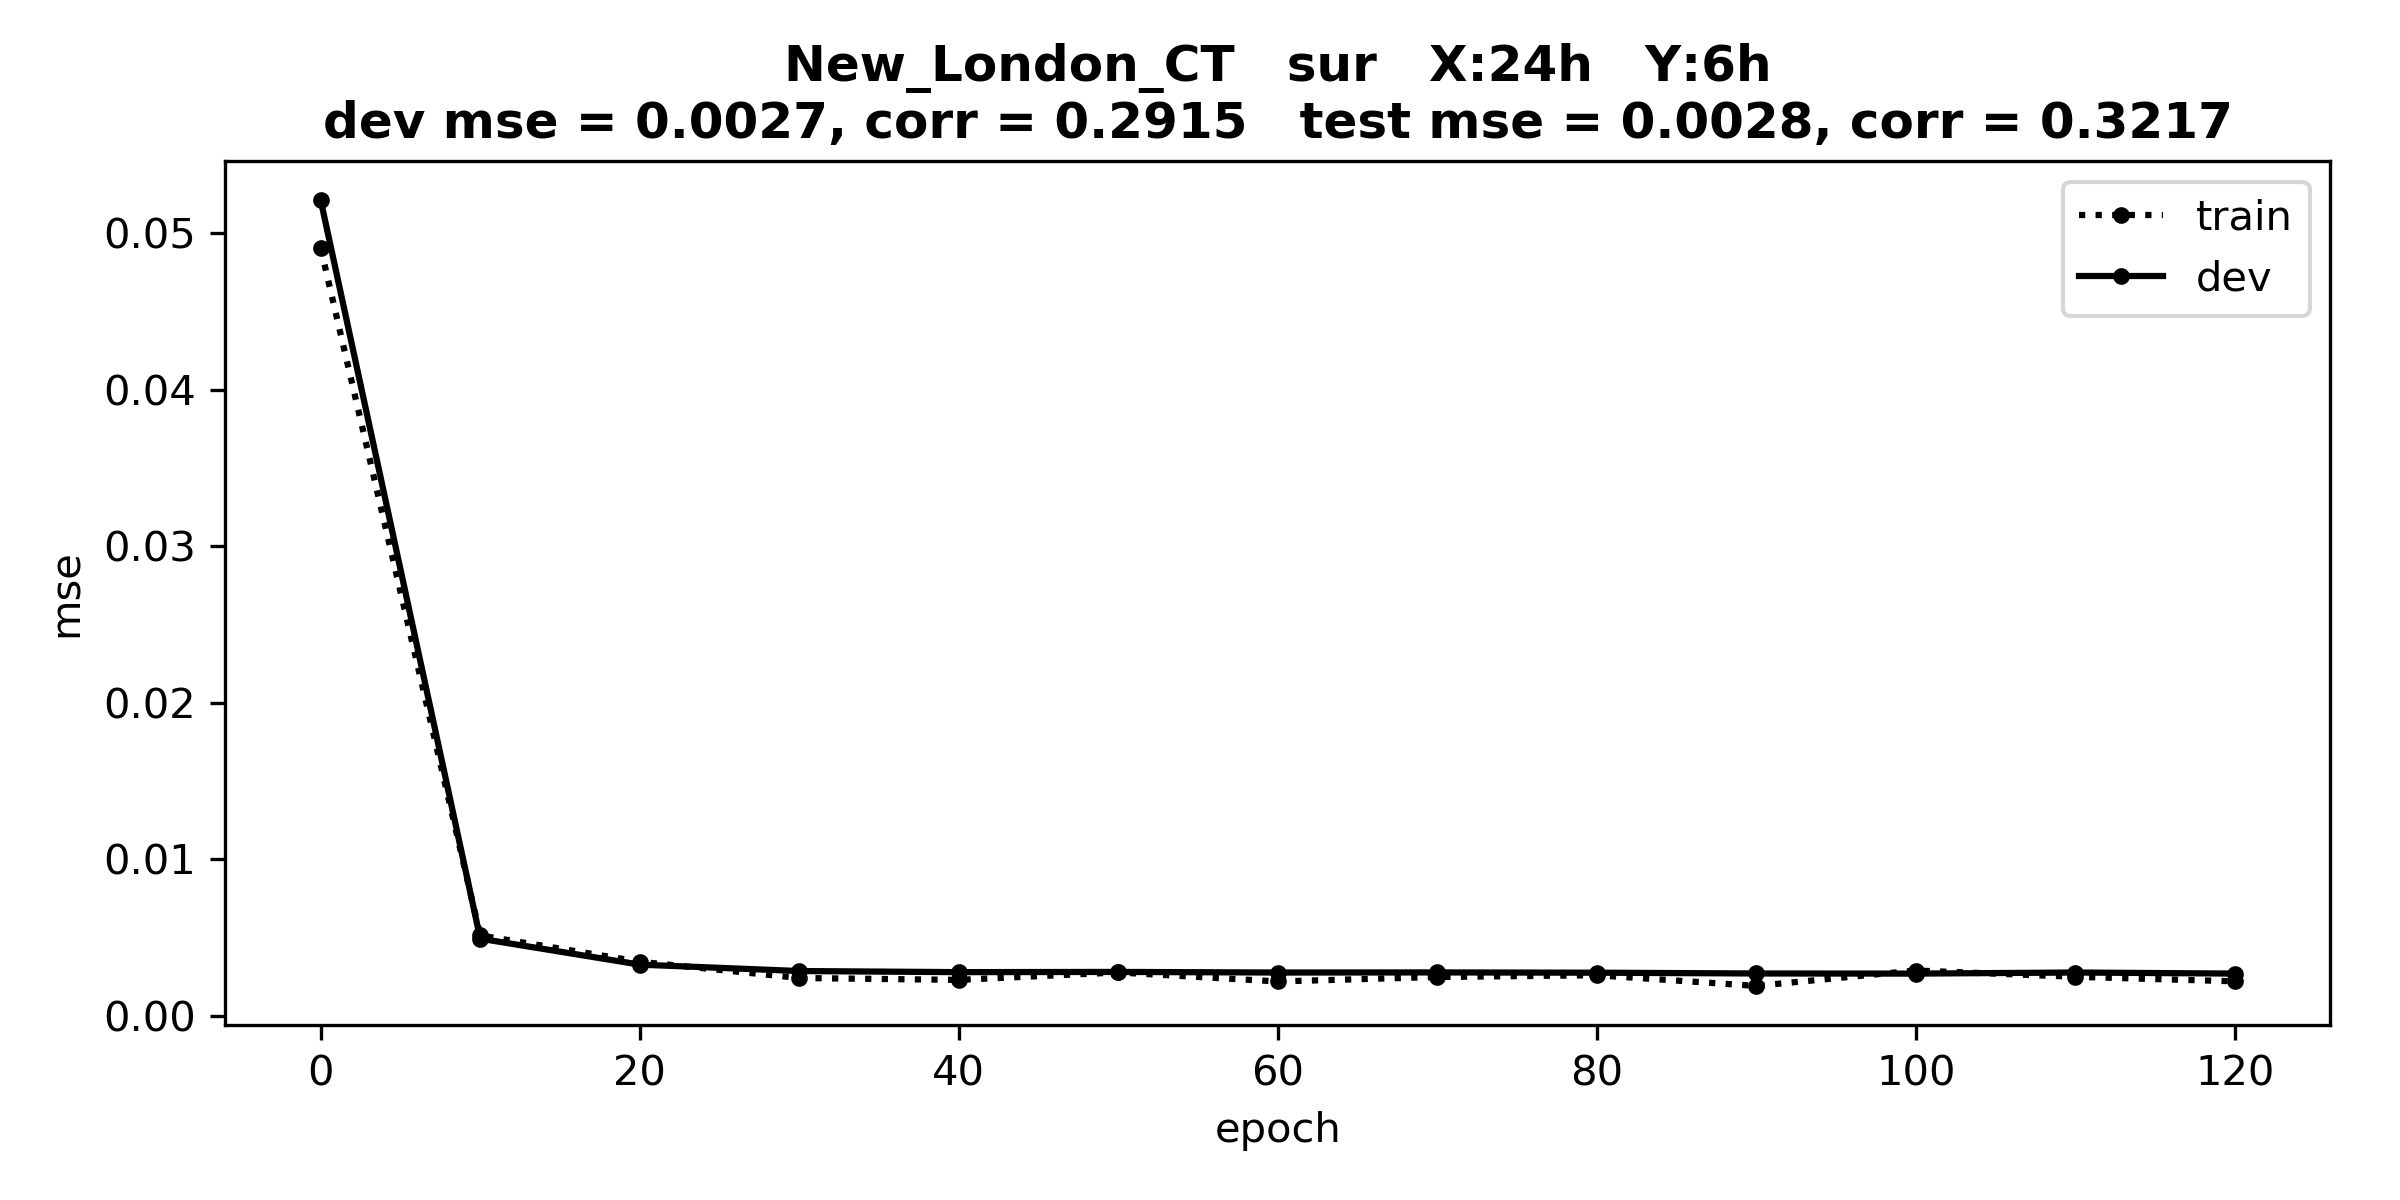 New_London_CT   sur   X:24h   Y:6h
dev mse = 0.0027, corr = 0.2915   test mse = 0.0028, corr = 0.3217
train
dev
0.05
0.04
0.03
0.02
0.01
0.00
mse
0 20 40 60 80 100 120
epoch